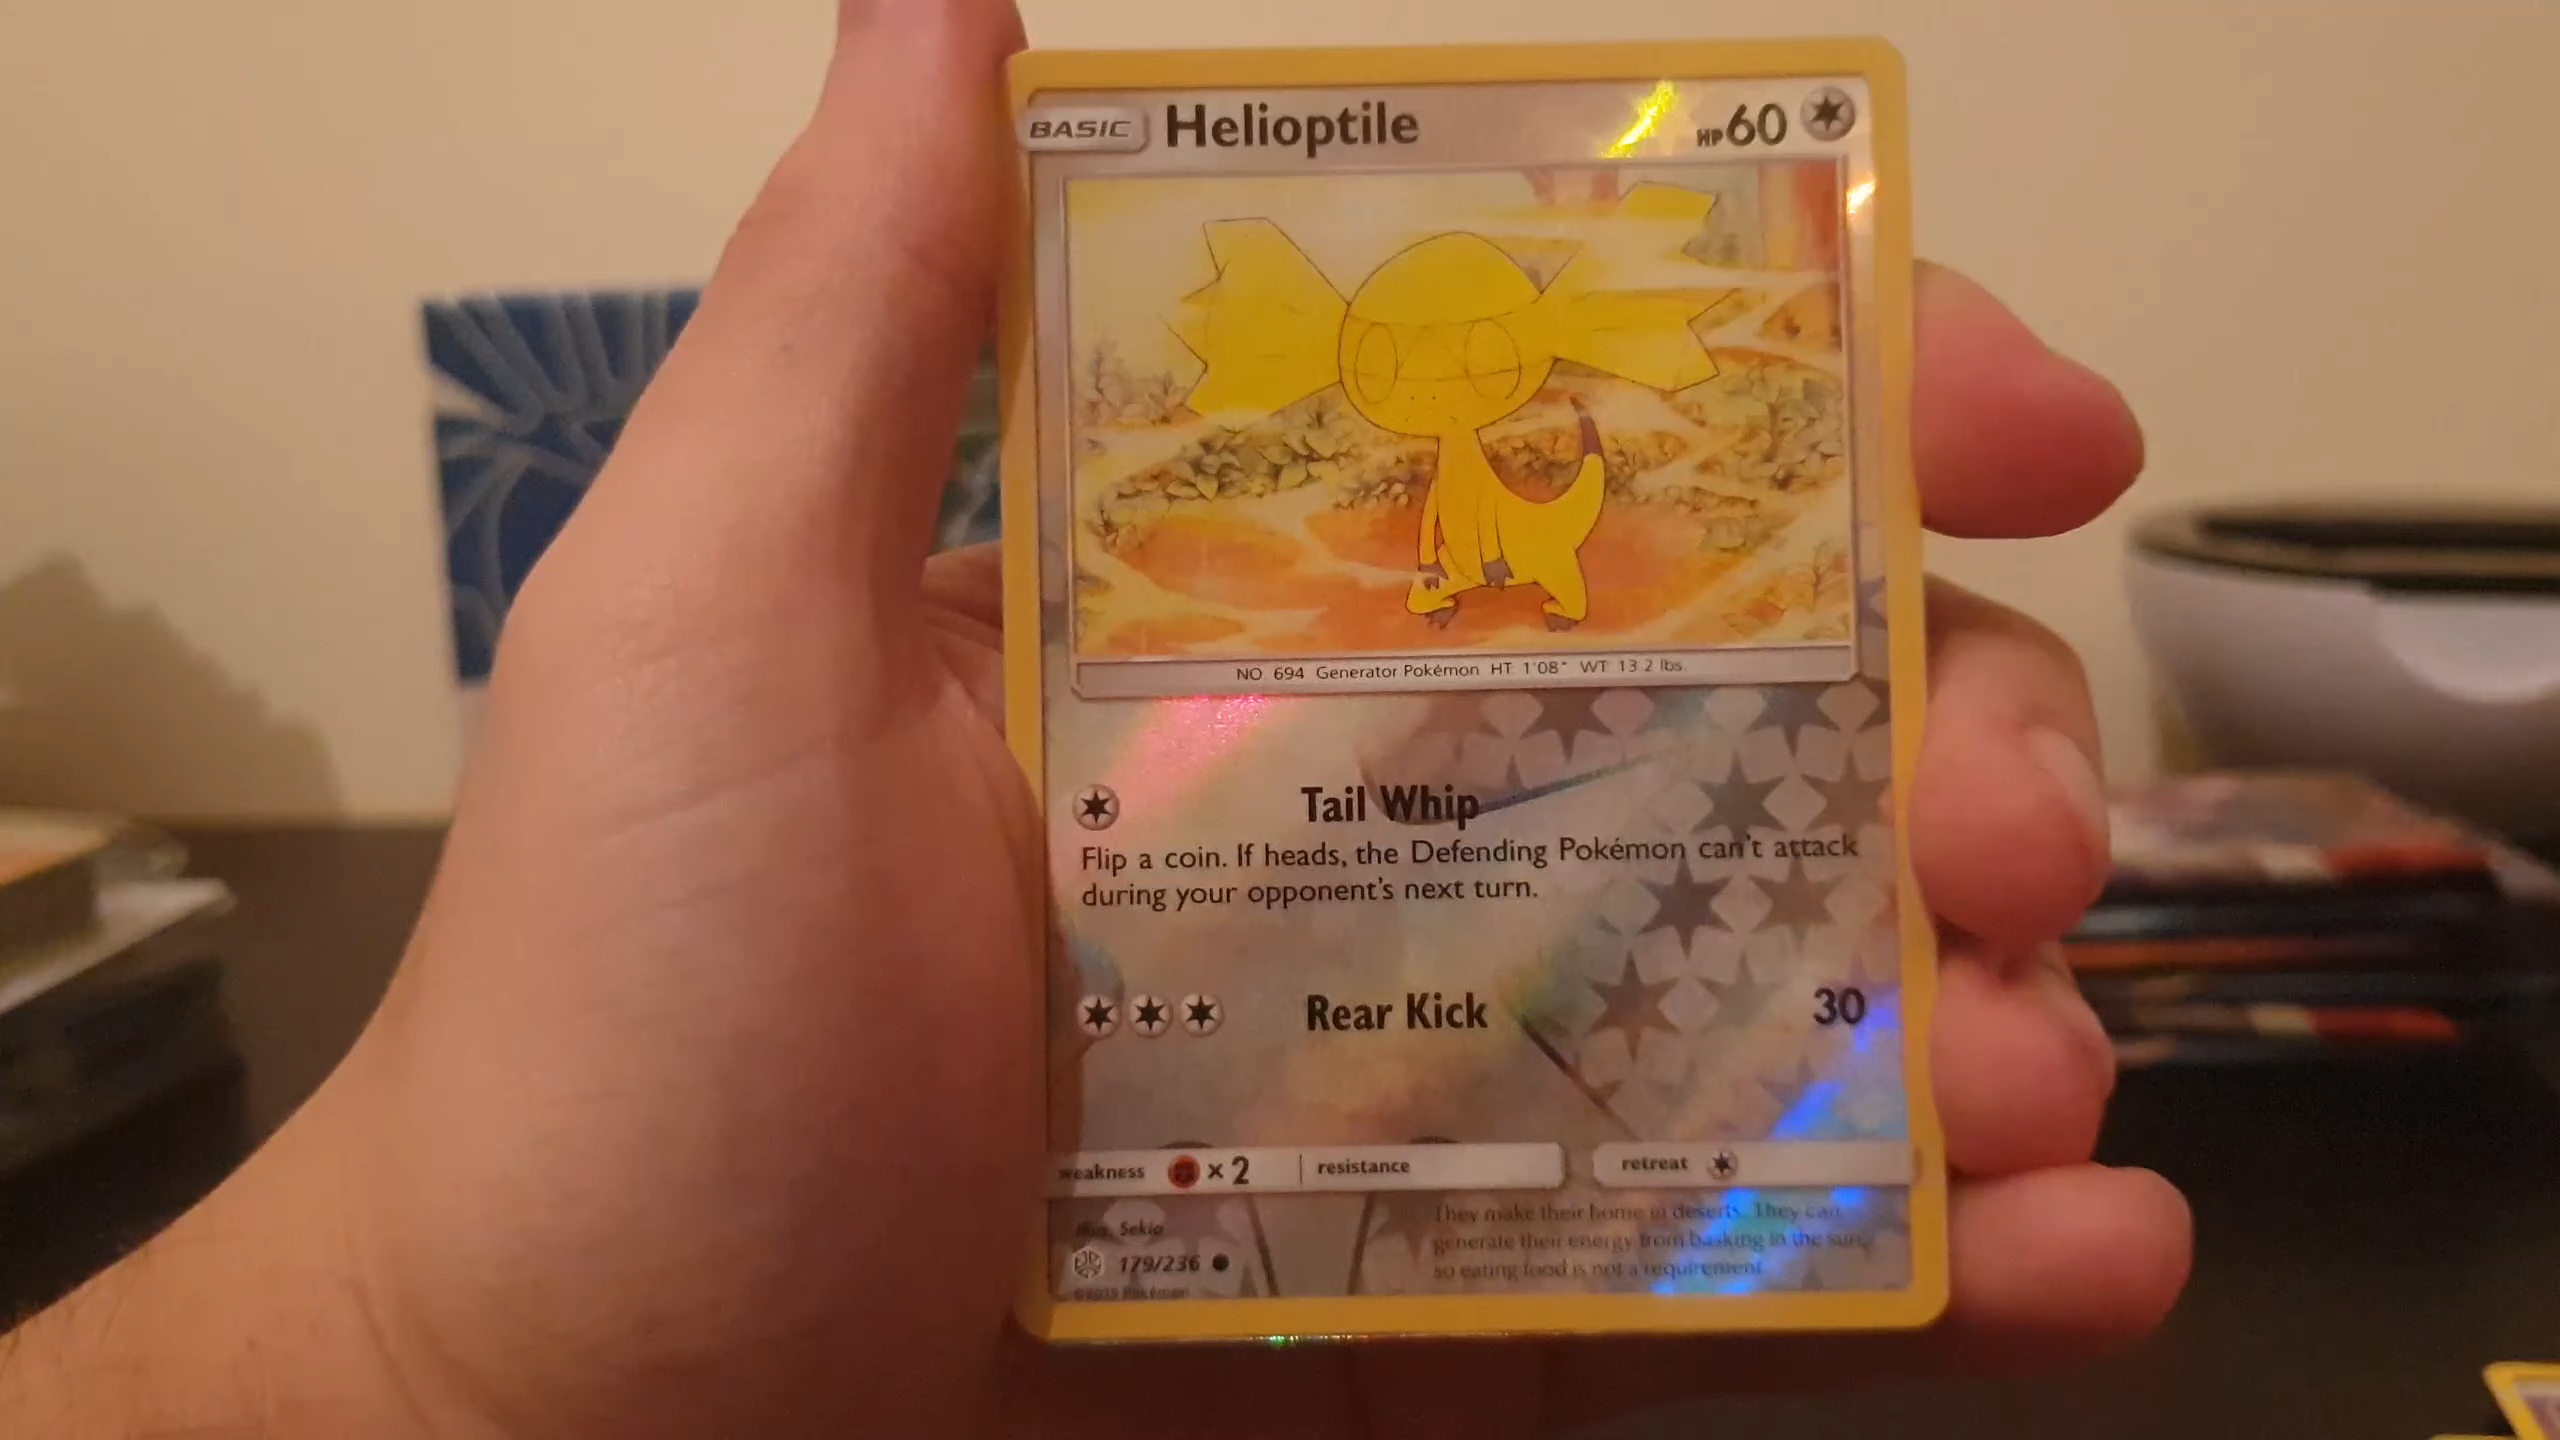 BASIC Helioptile HP60
NO. 694 Generator Pokémon HT: 1'08" WT: 13.2 lbs.
Tail Whip
Flip a coin. If heads, the Defending Pokémon can't attack
during your opponent's next turn.
Rear Kick 30
weakness ×2 resistance retreat
Illus. Sekio
179/236
©2019 Pokémon
They make their home in deserts. They can
generate their energy from basking in the sun,
so eating food is not a requirement.